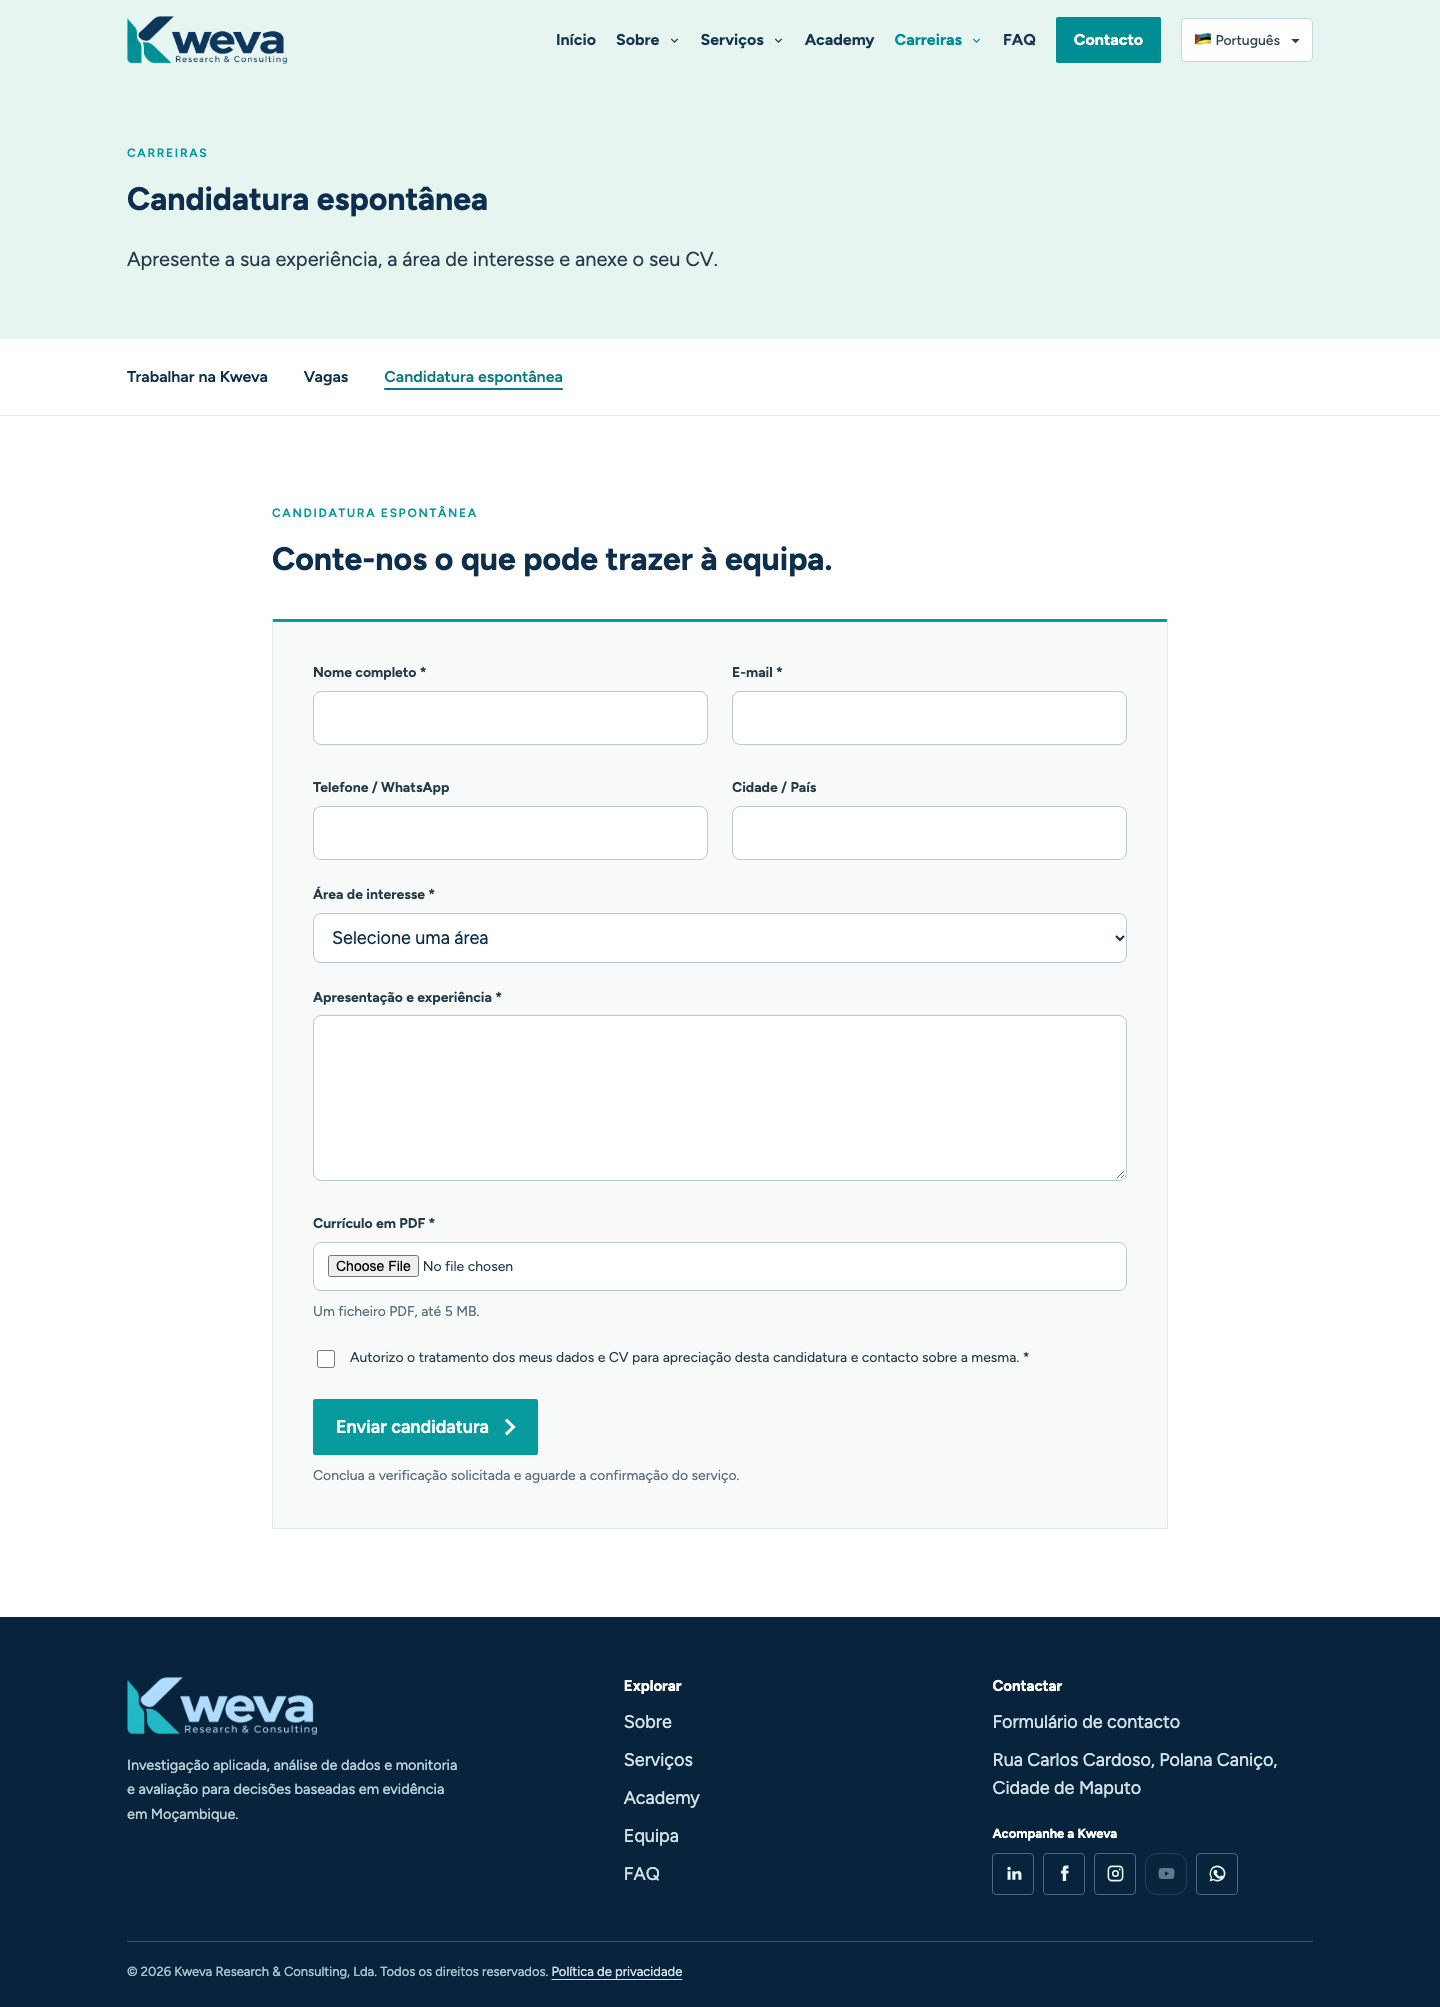 Kweva
Research & Consulting
Início Sobre Serviços Academy Carreiras FAQ Contacto Português
CARREIRAS
Candidatura espontânea
Apresente a sua experiência, a área de interesse e anexe o seu CV.
Trabalhar na Kweva Vagas Candidatura espontânea
CANDIDATURA ESPONTÂNEA
Conte-nos o que pode trazer à equipa.
Nome completo * E-mail *
Telefone / WhatsApp Cidade / País
Área de interesse *
Selecione uma área
Apresentação e experiência *
Currículo em PDF *
Choose File No file chosen
Um ficheiro PDF, até 5 MB.
Autorizo o tratamento dos meus dados e CV para apreciação desta candidatura e contacto sobre a mesma. *
Enviar candidatura
Conclua a verificação solicitada e aguarde a confirmação do serviço.
Kweva
Research & Consulting
Investigação aplicada, análise de dados e monitoria
e avaliação para decisões baseadas em evidência
em Moçambique.
Explorar
Sobre
Serviços
Academy
Equipa
FAQ
Contactar
Formulário de contacto
Rua Carlos Cardoso, Polana Caniço,
Cidade de Maputo
Acompanhe a Kweva
© 2026 Kweva Research & Consulting, Lda. Todos os direitos reservados. Política de privacidade